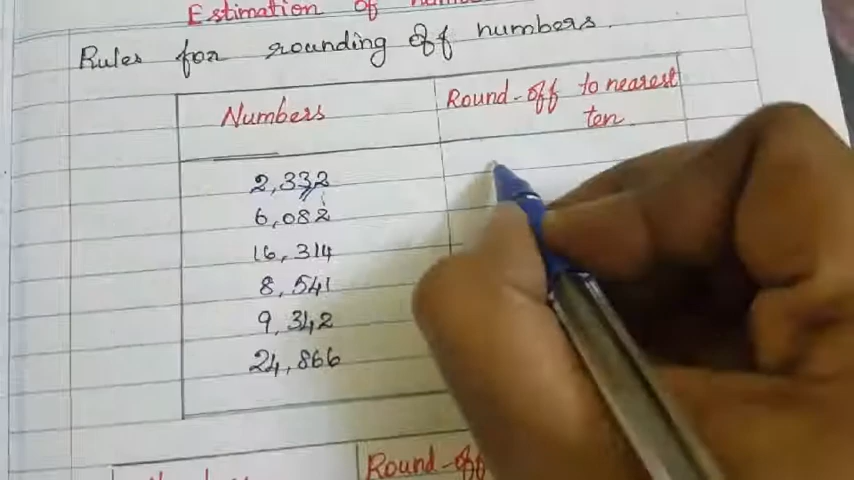 Estimation of
Rules for rounding off numbers.
Numbers Round-off to nearest
ten
2,332
6,082
16,314
8,541
9,342
24,866
Round-off